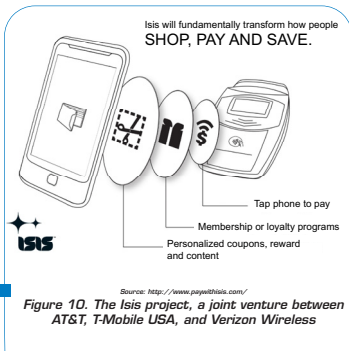 Isis will fundamentally transform how people
SHOP, PAY AND SAVE.
Tap phone to pay
Membership or loyalty programs
Personalized coupons, reward
and content
ISIS
Source: http://www.paywithisis.com/
Figure 10. The Isis project, a joint venture between
AT&T, T-Mobile USA, and Verizon Wireless